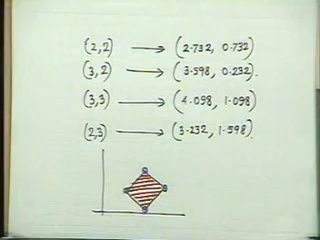 (2,2) ⟶ (2.732, 0.732)
(3,2) ⟶ (3.598, 0.232).
(3,3) ⟶ (4.098, 1.098)
(2,3) ⟶ (3.232, 1.598).